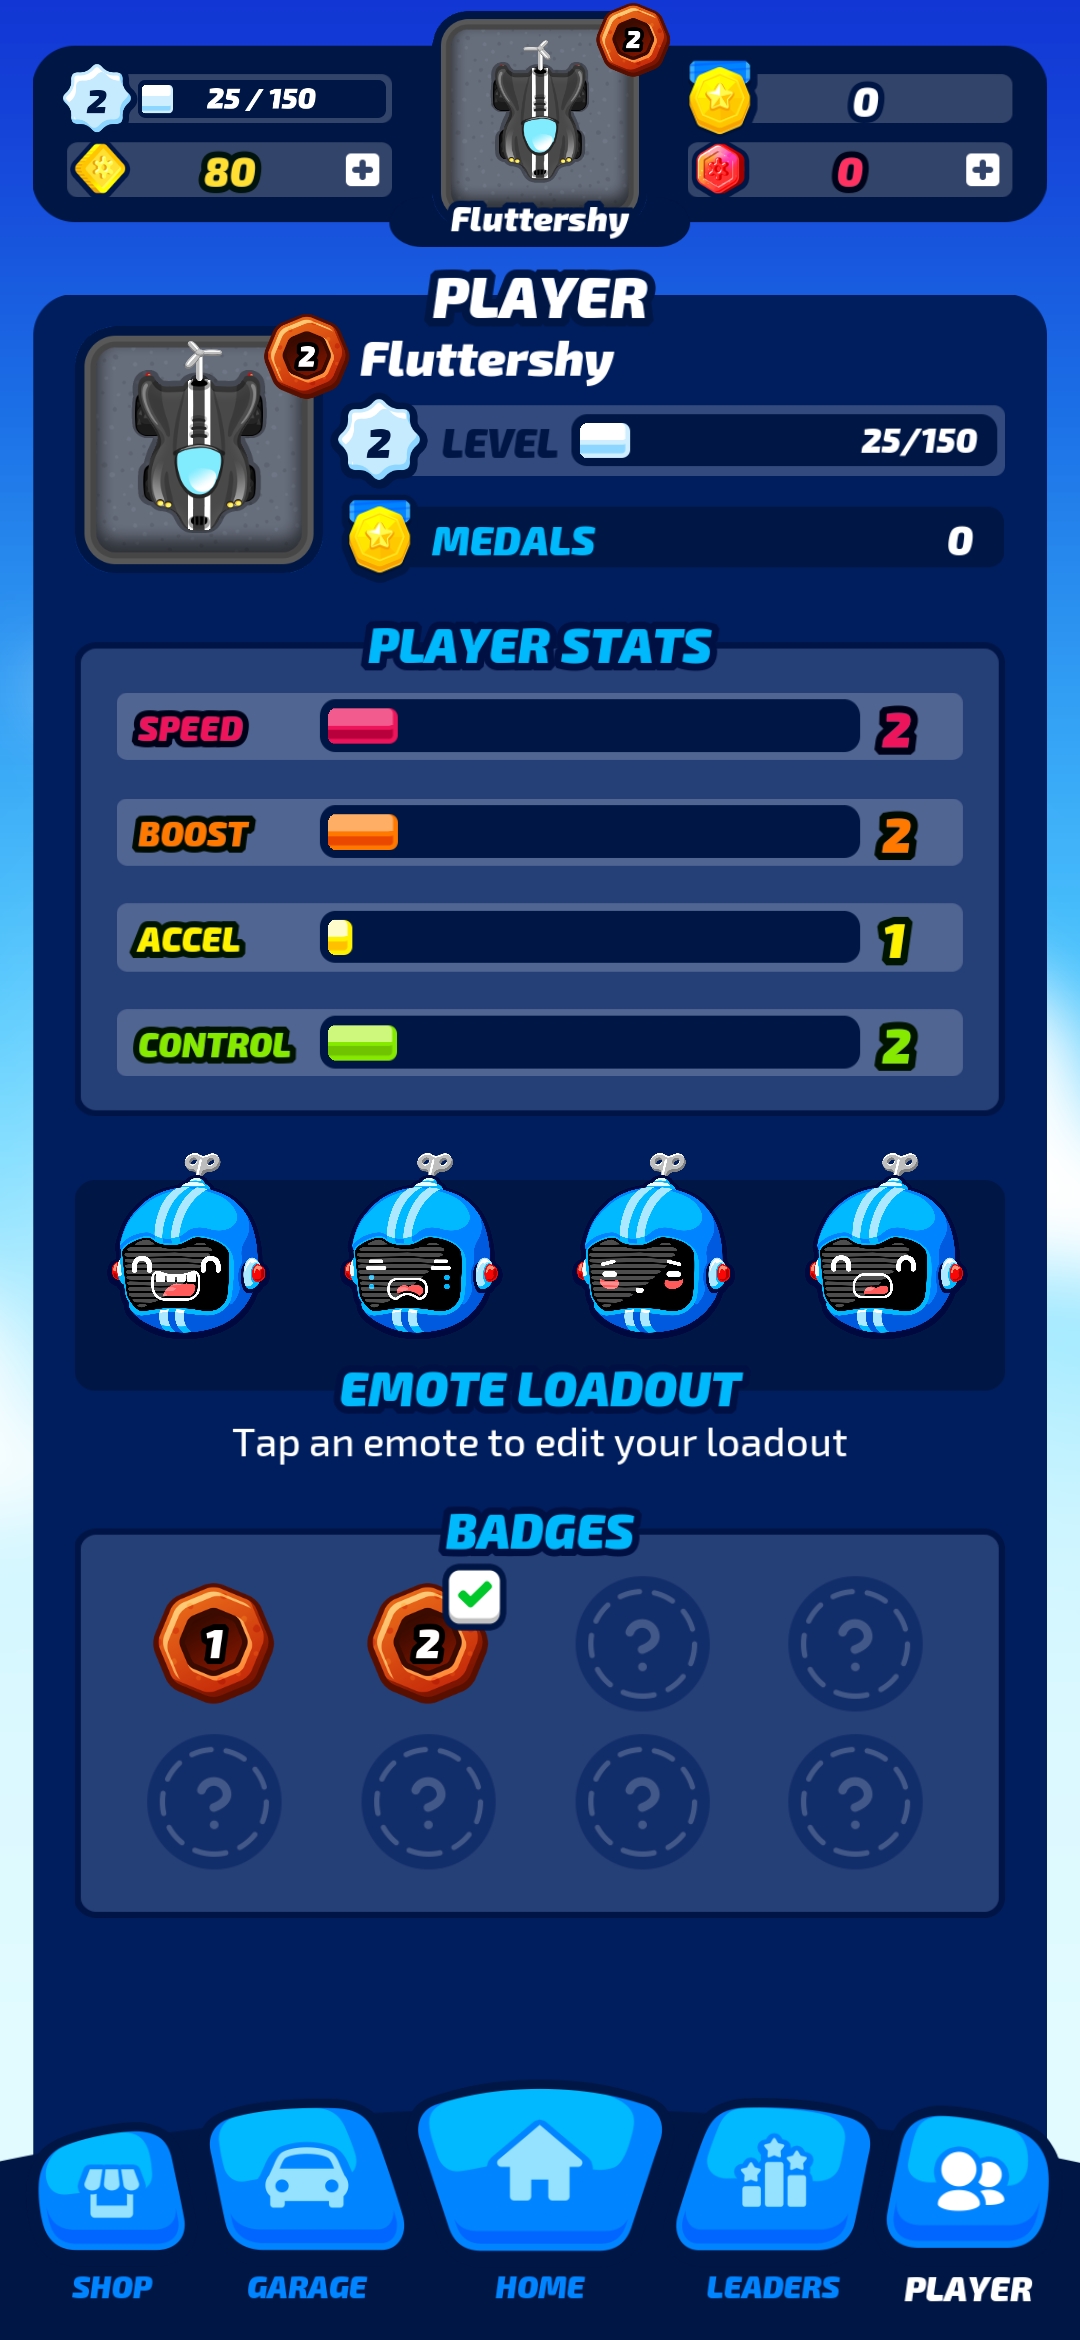 2 25 / 150 2 0
80 0
Fluttershy
PLAYER
2 Fluttershy
2 LEVEL 25/150
MEDALS 0
PLAYER STATS
SPEED 2
BOOST 2
ACCEL 1
CONTROL 2
EMOTE LOADOUT
Tap an emote to edit your loadout
BADGES
1 2 ? ?
? ? ? ?
SHOP GARAGE HOME LEADERS PLAYER